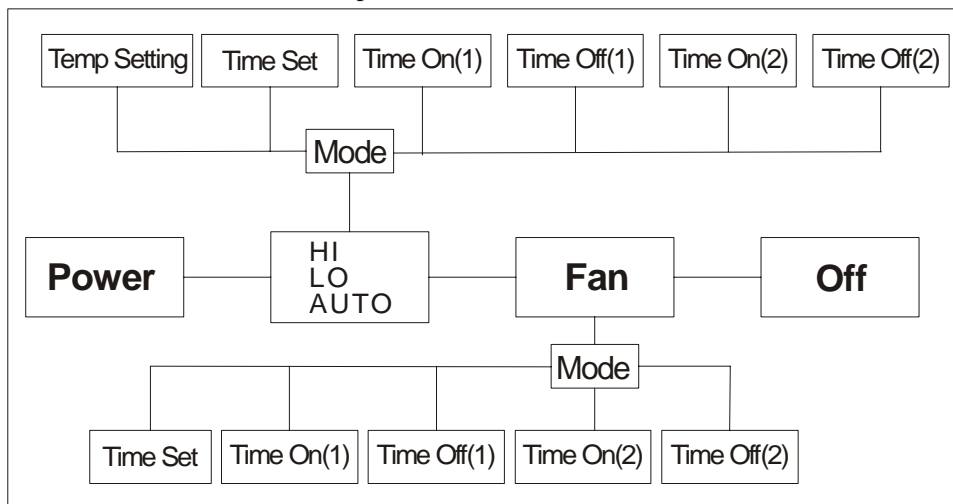 Temp Setting
Time Set
Time On(1)
Time Off(1)
Time On(2)
Time Off(2)
Mode
Power
HI
LO
AUTO
Fan
Off
Mode
Time Set
Time On(1)
Time Off(1)
Time On(2)
Time Off(2)